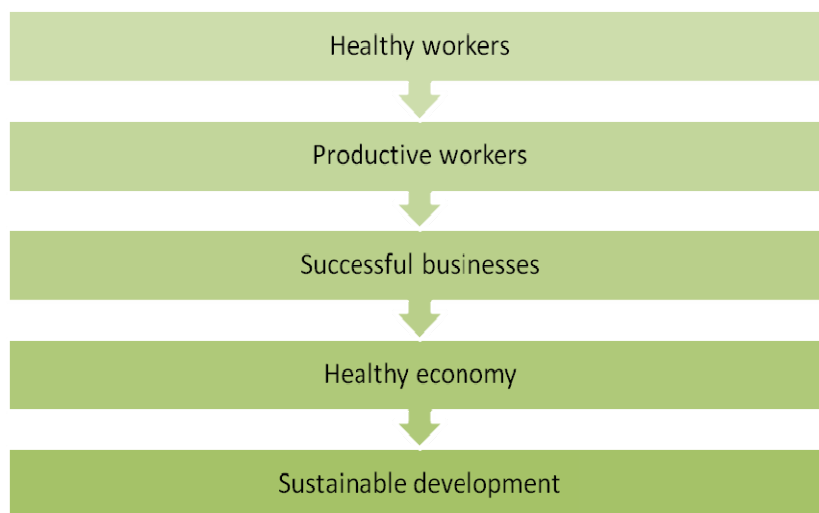 Healthy workers
Productive workers
Successful businesses
Healthy economy
Sustainable development